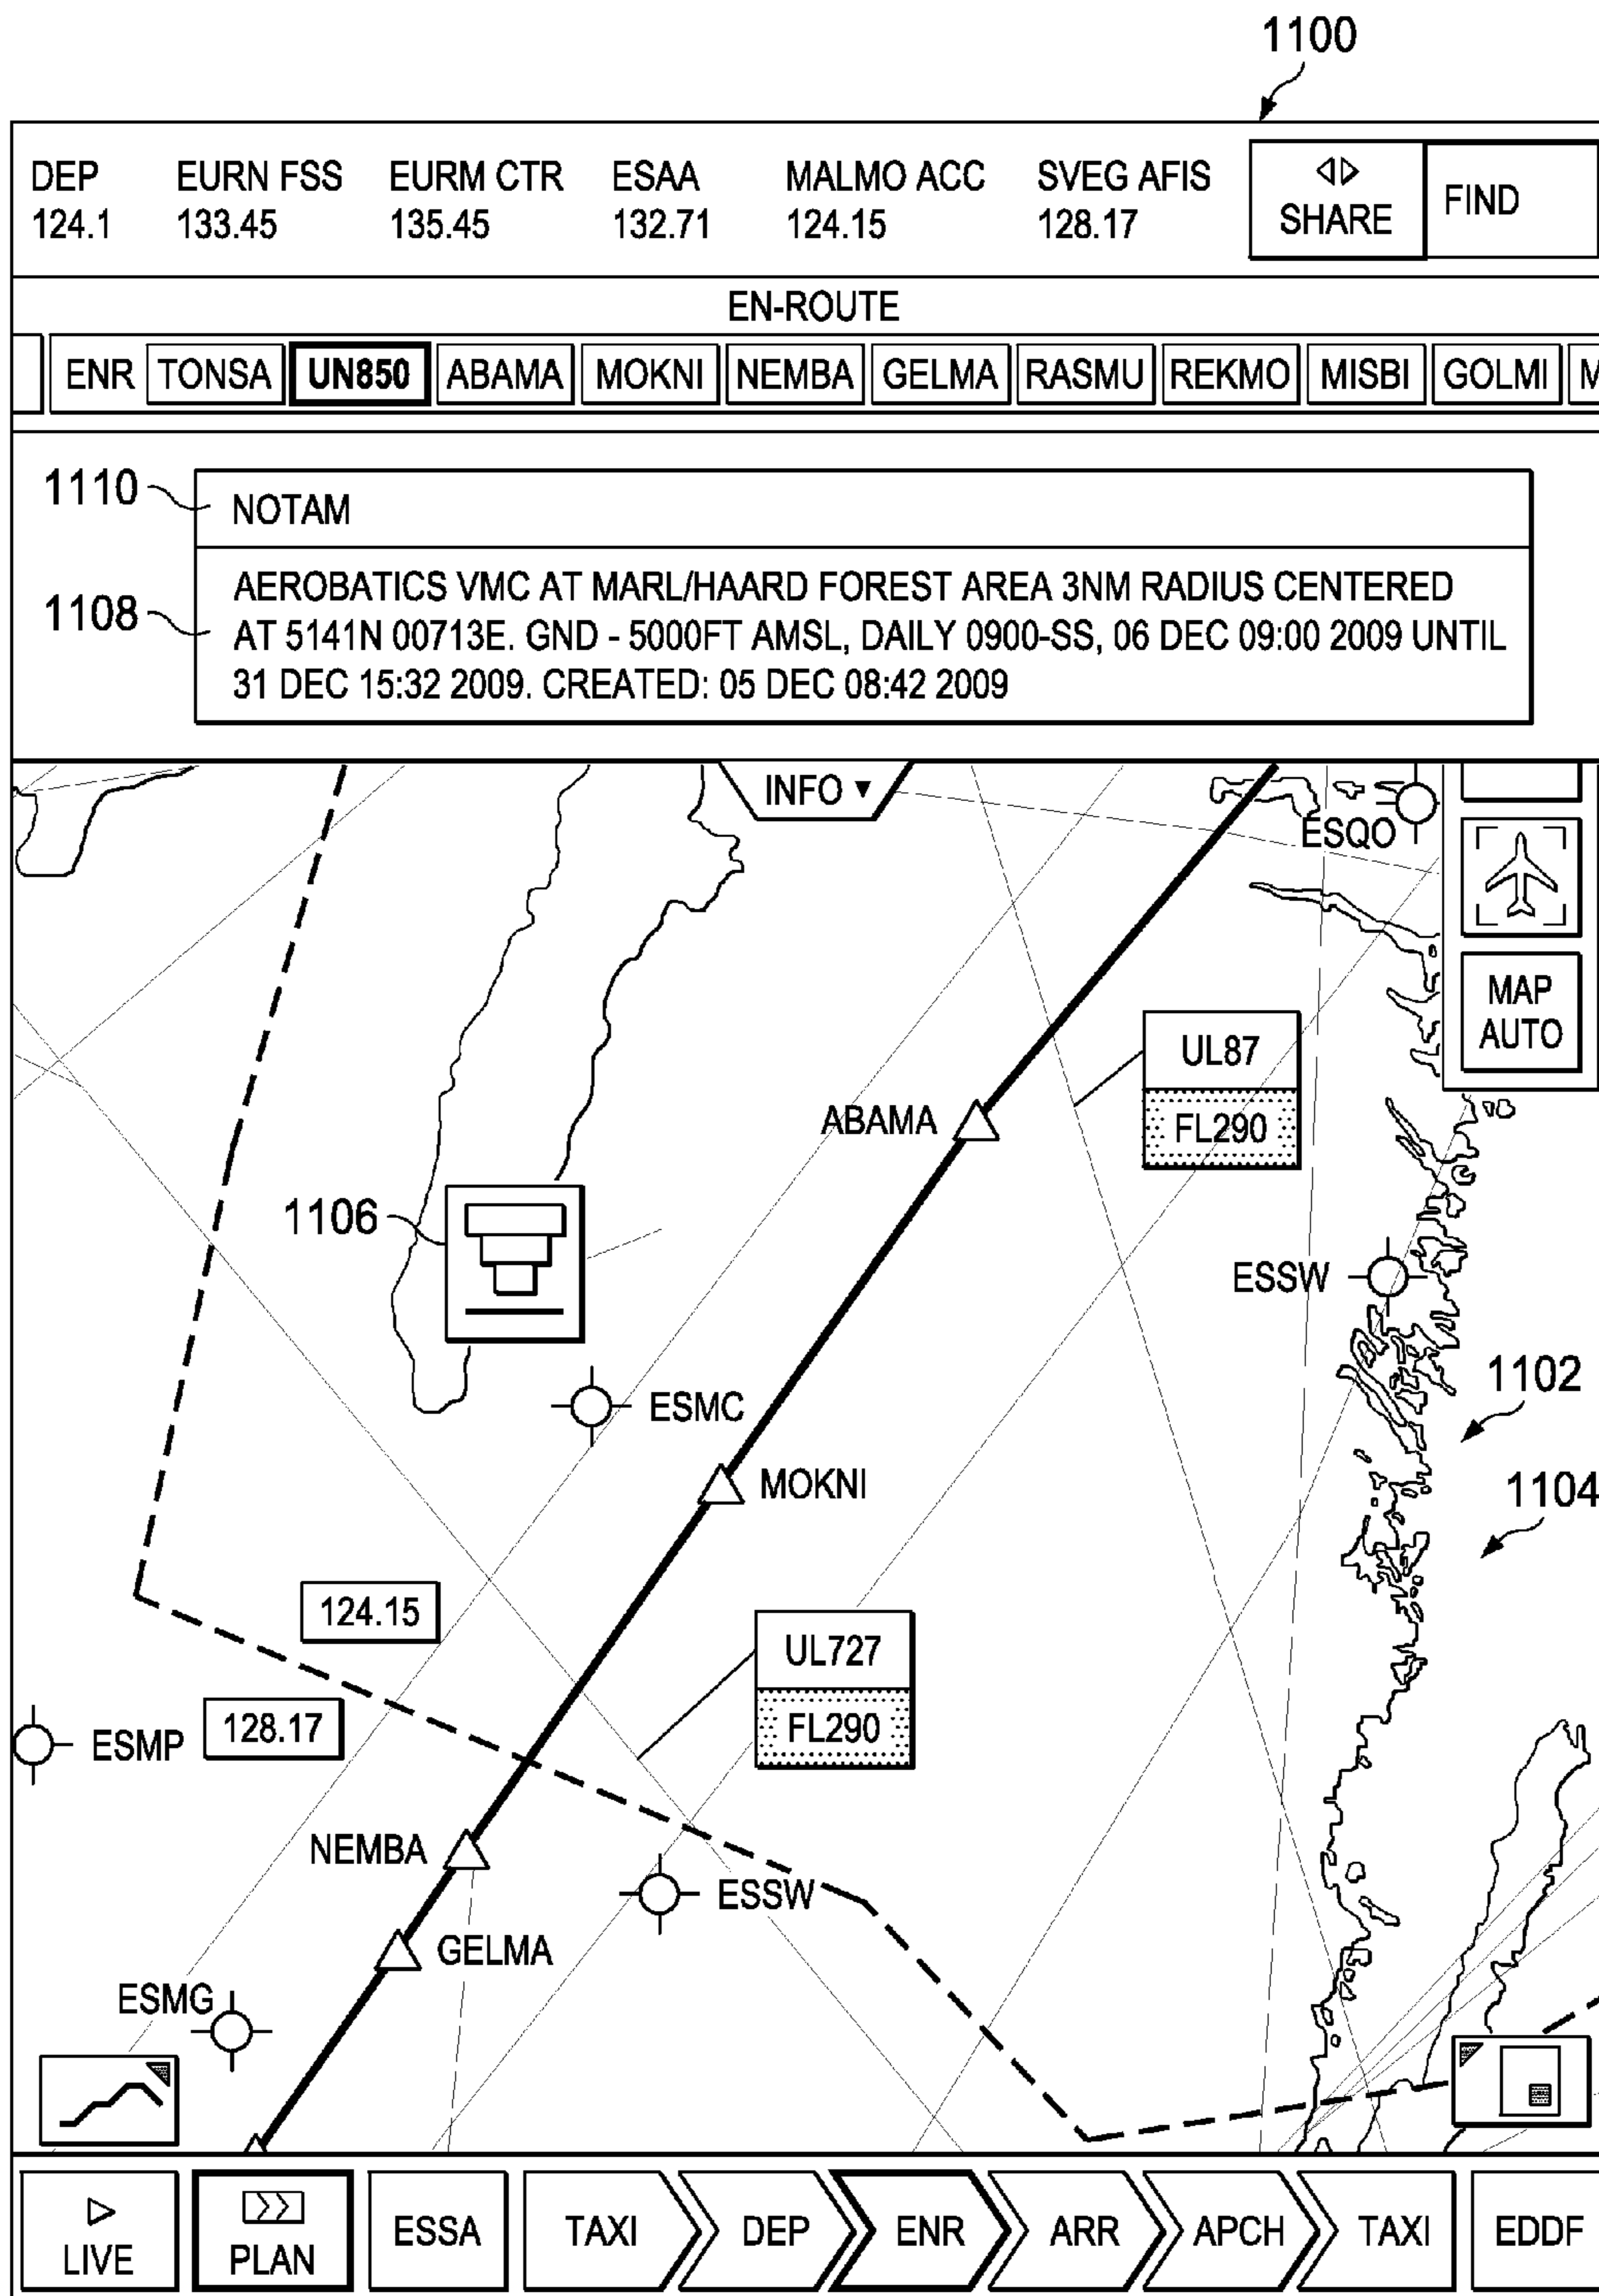 1100
DEP EURN FSS EURM CTR ESAA MALMO ACC SVEG AFIS
124.1 133.45 135.45 132.71 124.15 128.17
SHARE
FIND
EN-ROUTE
ENR TONSA UN850 ABAMA MOKNI NEMBA GELMA RASMU REKMO MISBI GOLMI M
1110
NOTAM
1108
AEROBATICS VMC AT MARL/HAARD FOREST AREA 3NM RADIUS CENTERED
AT 5141N 00713E. GND - 5000FT AMSL, DAILY 0900-SS, 06 DEC 09:00 2009 UNTIL
31 DEC 15:32 2009. CREATED: 05 DEC 08:42 2009
INFO
ESQO
MAP
AUTO
UL87
FL290
ABAMA
1106
ESSW
1102
ESMC
MOKNI
1104
124.15
UL727
FL290
128.17
ESMP
NEMBA
ESSW
GELMA
ESMG
LIVE PLAN ESSA TAXI DEP ENR ARR APCH TAXI EDDF